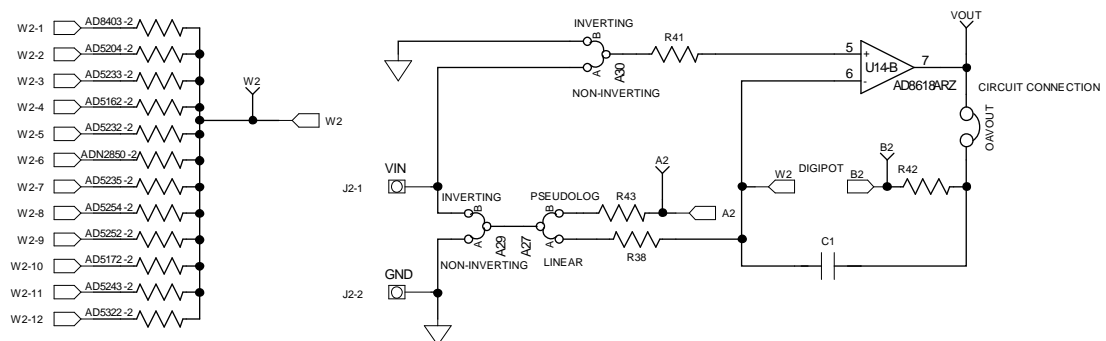 W2-1 AD8403-2
W2-2 AD5204-2
W2-3 AD5233-2
W2-4 AD5162-2
W2-5 AD5232-2
W2-6 ADN2850-2
W2-7 AD5235-2
W2-8 AD5254-2
W2-9 AD5252-2
W2-10 AD5172-2
W2-11 AD5243-2
W2-12 AD5322-2
W2
W2
INVERTING
B
A
A30
NON-INVERTING
R41
VOUT
5
+
6
-
7
U14-B
AD8618ARZ
CIRCUIT CONNECTION
OAVOUT
VIN
J2-1
INVERTING
B
A
A29
NON-INVERTING
GND
J2-2
PSEUDOLOG
B
A
A27
LINEAR
R43
R38
A2
A2
W2
DIGIPOT
B2
B2
R42
C1